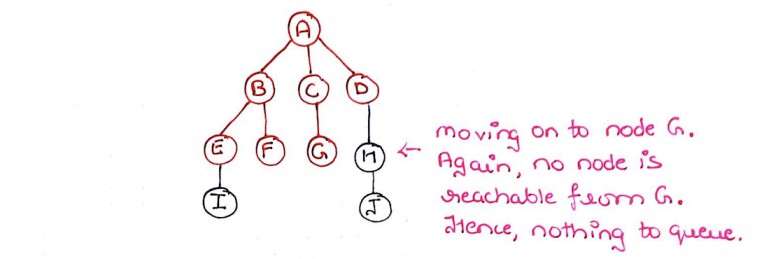 A
B C D
E F G H
I J
← moving on to node G.
Again, no node is
reachable from G.
Hence, nothing to queue.